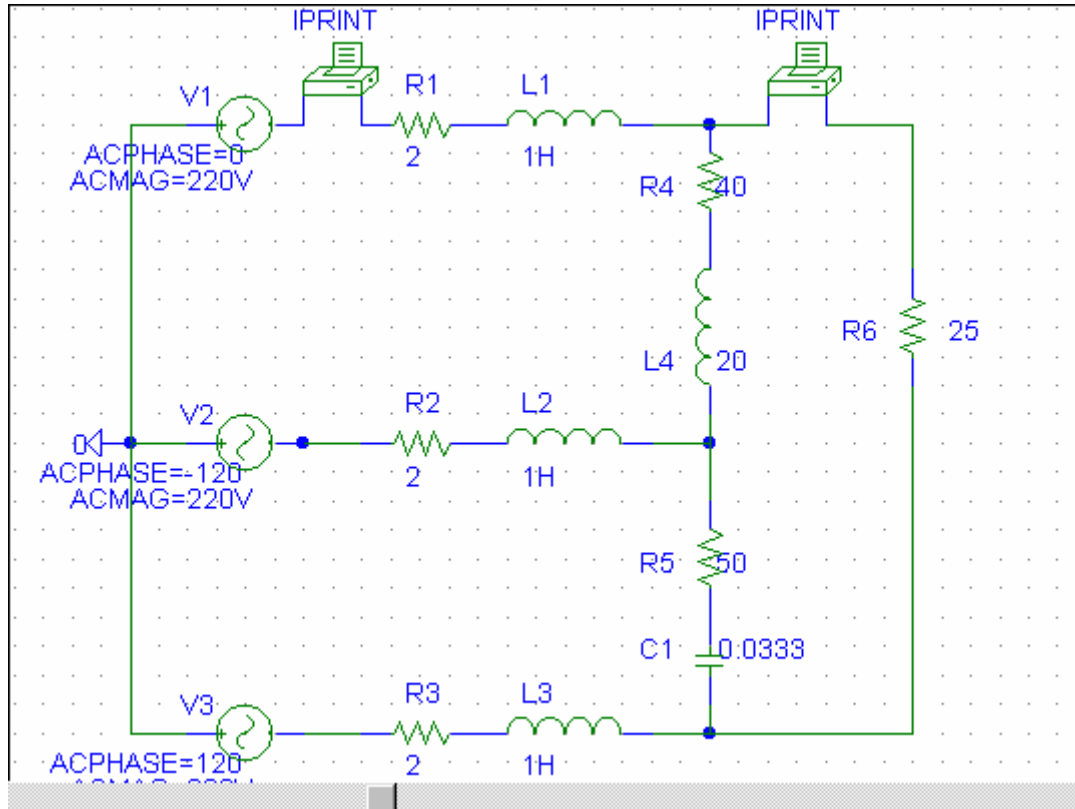 IPRINT
IPRINT
V1
R1
L1
ACPHASE=0
ACMAG=220V
2
1H
R4
40
L4
20
R6
25
V2
R2
L2
0
ACPHASE=-120
ACMAG=220V
2
1H
R5
50
C1
0.0333
V3
R3
L3
ACPHASE=120
2
1H